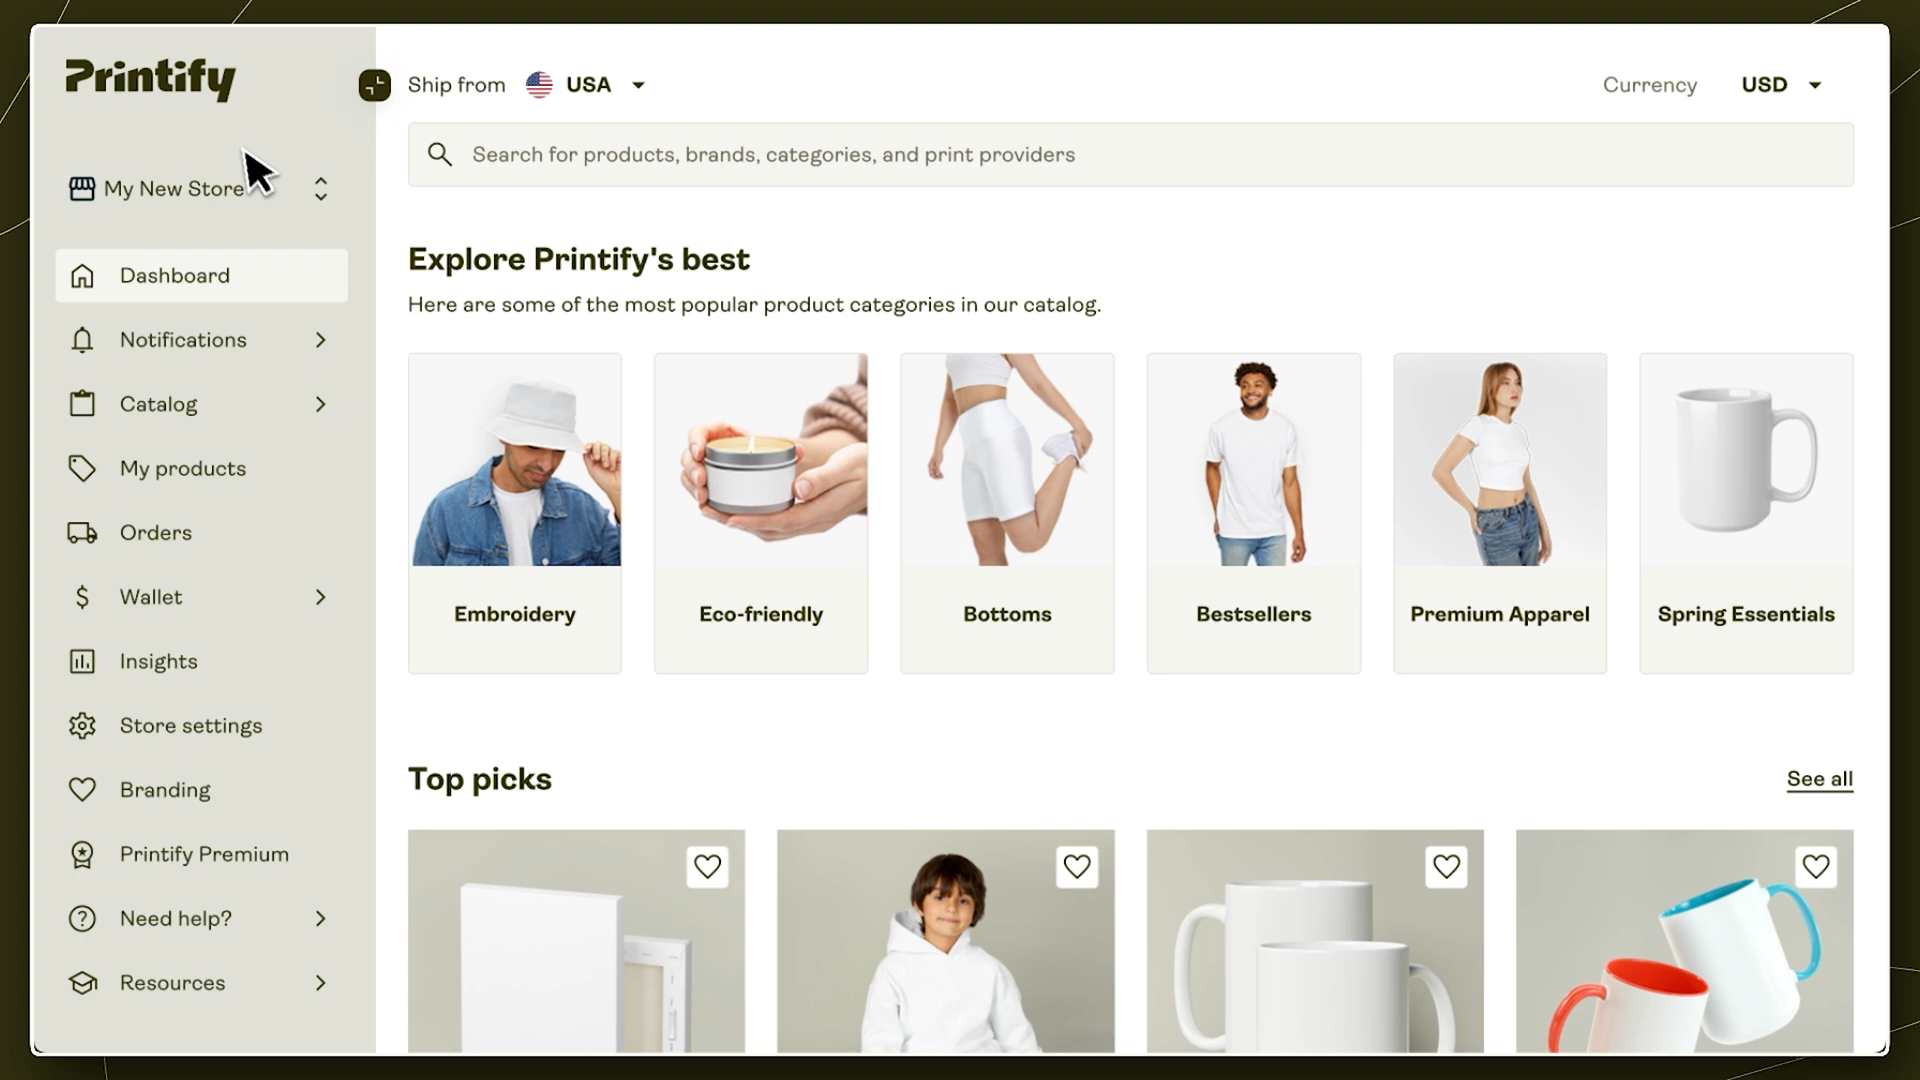 Printify
My New Store
Dashboard
Notifications
Catalog
My products
Orders
Wallet
Insights
Store settings
Branding
Printify Premium
Need help?
Resources
Ship from USA
Currency USD
Search for products, brands, categories, and print providers
Explore Printify's best
Here are some of the most popular product categories in our catalog.
Embroidery
Eco-friendly
Bottoms
Bestsellers
Premium Apparel
Spring Essentials
Top picks
See all